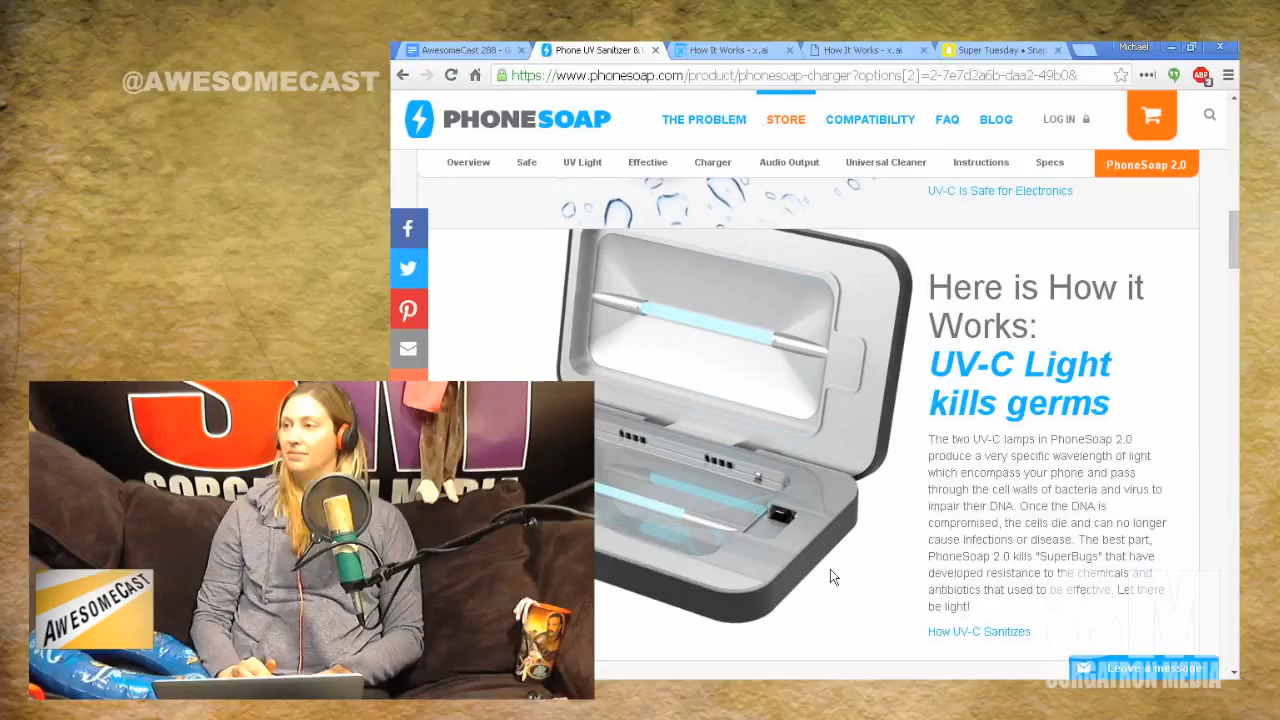 @AWESOMECAST
AwesomeCast 288 - G
Phone UV Sanitizer &
How It Works - x.ai
How It Works - x.ai
Super Tuesday • Snap
Michael
https://www.phonesoap.com/product/phonesoap-charger?options[2]=2-7e7d2a6b-daa2-49b0&
ABP
3
PHONESOAP
THE PROBLEM
STORE
COMPATIBILITY
FAQ
BLOG
LOG IN
Overview
Safe
UV Light
Effective
Charger
Audio Output
Universal Cleaner
Instructions
Specs
PhoneSoap 2.0
UV-C Is Safe for Electronics
Here is How it
Works:
UV-C Light
kills germs
The two UV-C lamps in PhoneSoap 2.0
produce a very specific wavelength of light
which encompass your phone and pass
through the cell walls of bacteria and virus to
impair their DNA. Once the DNA is
compromised, the cells die and can no longer
cause infections or disease. The best part,
PhoneSoap 2.0 kills "SuperBugs" that have
developed resistance to the chemicals and
antibiotics that used to be effective. Let there
be light!
How UV-C Sanitizes
Leave a message
SM
SORGATRON MEDIA
SORGATRON MEDIA
AWESOMECAST